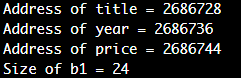 Address of title = 2686728
Address of year = 2686736
Address of price = 2686744
Size of b1 = 24